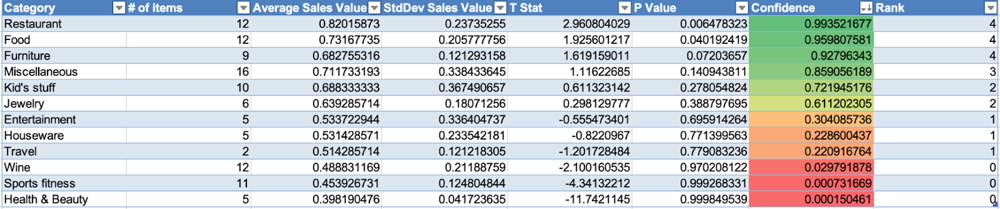 Category # of items Average Sales Value StdDev Sales Value T Stat P Value Confidence Rank
Restaurant 12 0.82015873 0.23735255 2.960804029 0.006478323 0.993521677 4
Food 12 0.73167735 0.205777756 1.925601217 0.040192419 0.959807581 4
Furniture 9 0.682755316 0.121293158 1.619159011 0.07203657 0.92796343 4
Miscellaneous 16 0.711733193 0.338433645 1.11622685 0.140943811 0.859056189 3
Kid's stuff 10 0.688333333 0.367490657 0.611323142 0.278054824 0.721945176 2
Jewelry 6 0.639285714 0.18071256 0.298129777 0.388797695 0.611202305 2
Entertainment 5 0.533722944 0.336404737 -0.555473401 0.695914264 0.304085736 1
Houseware 5 0.531428571 0.233542181 -0.8220967 0.771399563 0.228600437 1
Travel 2 0.514285714 0.121218305 -1.201728484 0.779083236 0.220916764 1
Wine 12 0.488831169 0.21188759 -2.100160535 0.970208122 0.029791878 0
Sports fitness 11 0.453926731 0.124804844 -4.34132212 0.999268331 0.000731669 0
Health & Beauty 5 0.398190476 0.041723635 -11.7421145 0.999849539 0.000150461 0